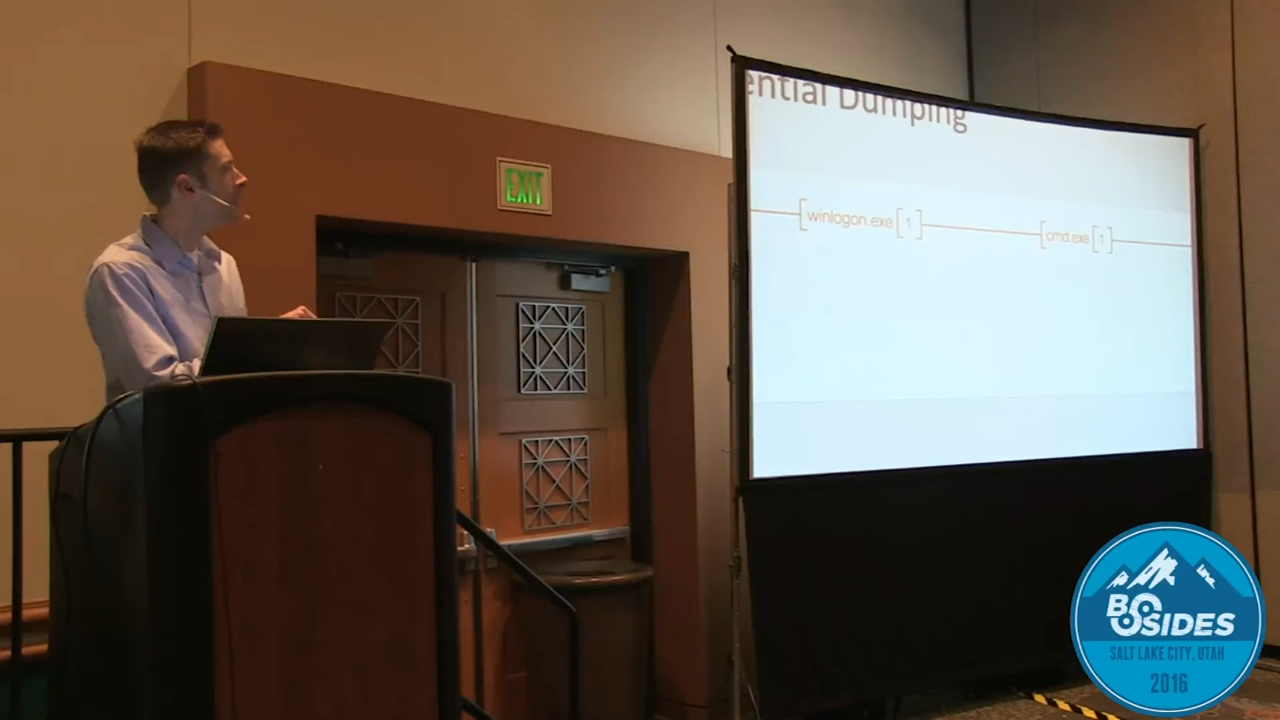 ential Dumping
winlogon.exe 1
cmd.exe 1
EXIT
BSIDES
SALT LAKE CITY, UTAH
2016